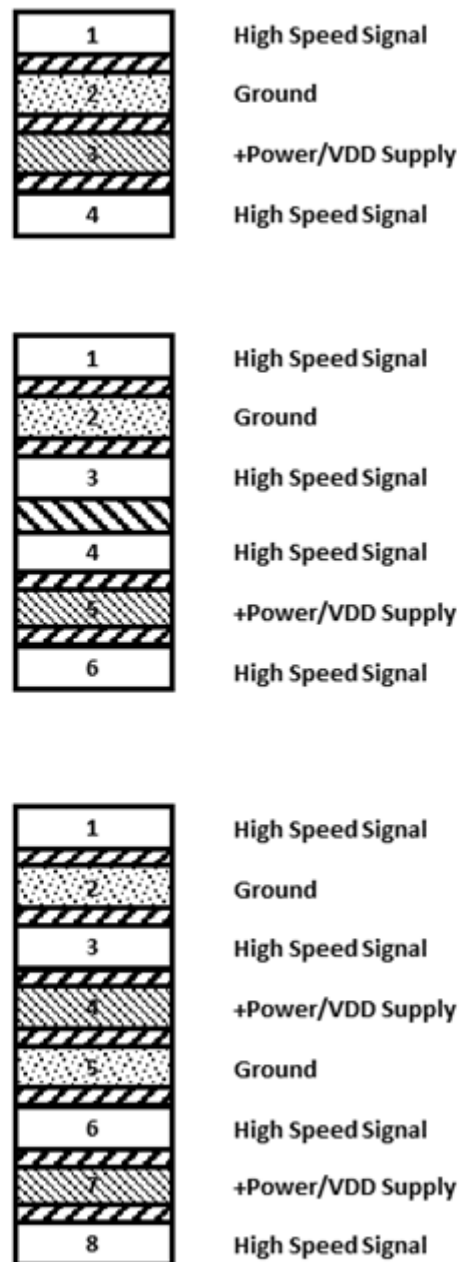 1 High Speed Signal
2 Ground
3 +Power/VDD Supply
4 High Speed Signal
1 High Speed Signal
2 Ground
3 High Speed Signal
4 High Speed Signal
5 +Power/VDD Supply
6 High Speed Signal
1 High Speed Signal
2 Ground
3 High Speed Signal
4 +Power/VDD Supply
5 Ground
6 High Speed Signal
7 +Power/VDD Supply
8 High Speed Signal